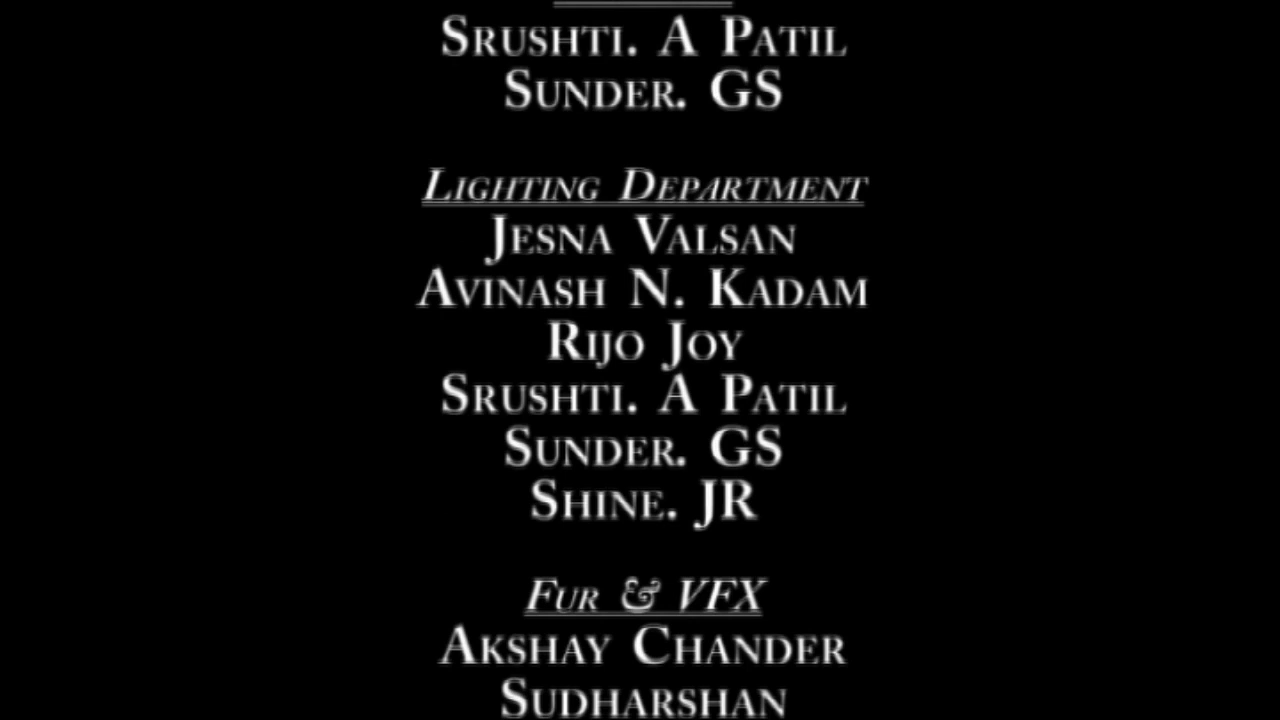 Srushti. A Patil
Sunder. GS
Lighting Department
Jesna Valsan
Avinash N. Kadam
Rijo Joy
Srushti. A Patil
Sunder. GS
Shine. JR
Fur & VFX
Akshay Chander
Sudharshan